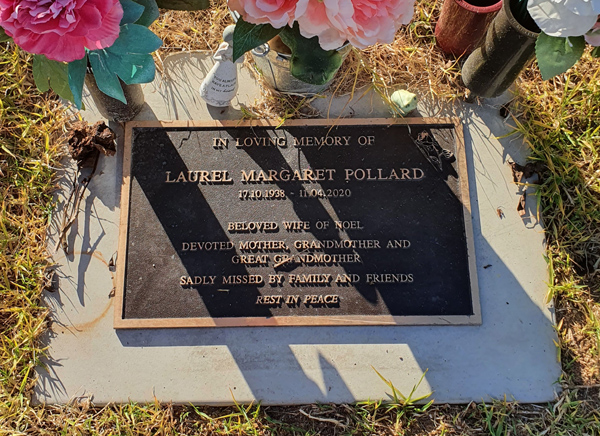 IN LOVING MEMORY OF
LAUREL MARGARET POLLARD
17.10.1938 - 11.04.2020
BELOVED WIFE OF NOEL
DEVOTED MOTHER, GRANDMOTHER AND
GREAT GRANDMOTHER
SADLY MISSED BY FAMILY AND FRIENDS
REST IN PEACE